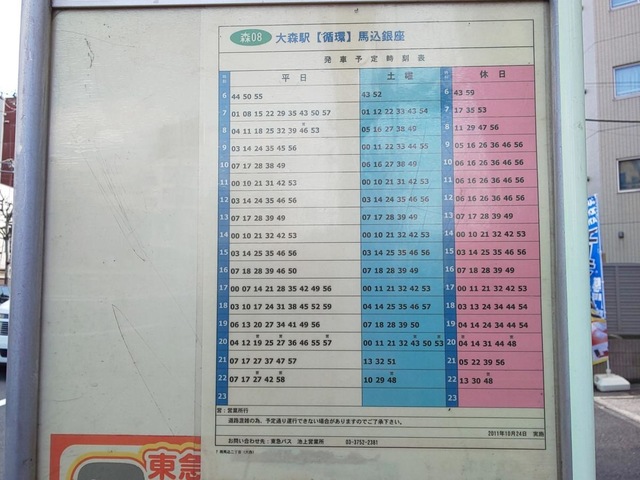 森08 大森駅【循環】馬込銀座
発車予定時刻表
平日 土曜 休日
6 44 50 55 43 52 6 43 59
7 01 08 15 22 29 35 43 50 57 01 12 22 33 43 54 7 17 35 53
8 04 11 18 25 32 39 46 53 05 16 27 38 49 8 11 29 47 56
9 03 14 24 35 45 56 00 11 22 33 44 55 9 05 16 26 36 46 56
10 07 17 28 38 49 06 16 27 38 49 10 06 16 26 36 46 56
11 00 10 21 31 42 53 00 10 21 31 42 53 11 06 16 26 36 46 56
12 03 14 24 35 46 56 03 14 24 35 46 56 12 06 16 26 36 46 56
13 07 17 28 39 49 07 17 28 39 49 13 07 17 28 39 49
14 00 10 21 32 42 53 00 10 21 32 42 53 14 00 10 21 32 42 53
15 03 14 25 35 46 56 03 14 25 35 46 56 15 03 14 25 35 46 56
16 07 18 28 39 46 50 07 18 28 39 49 16 07 18 28 39 49
17 00 07 14 21 28 35 42 49 56 00 11 21 32 42 53 17 00 11 21 32 42 53
18 03 10 17 24 31 38 45 52 59 04 14 25 35 46 57 18 03 13 24 34 44 54
19 06 13 20 27 34 41 49 56 07 18 28 39 50 19 04 14 24 34 44 54
20 04 12 19 25 27 36 46 55 57 00 11 21 32 43 50 53 20 04 14 31 44 48
21 07 17 27 37 47 57 13 32 51 21 05 22 39 56
22 07 17 27 42 58 10 29 48 22 13 30 48
23 23
営：営業所行
道路混雑の為、予定通り運行できない場合がありますのでご了承下さい。
2011年10月24日 実施
お問い合わせ先：東急バス 池上営業所 03-3752-2381
東急